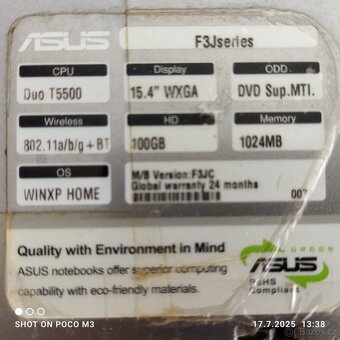 ASUS
F3Jseries
CPU
Display
ODD
Duo T5500
15.4" WXGA
DVD Sup.MTI.
Wireless
HD
Memory
802.11a/b/g + BT
100GB
1024MB
OS
M/B Version:F3JC
WINXP HOME
Global warranty 24 months
007
Quality with Environment in Mind
ASUS notebooks offer superior computing
capability with eco-friendly materials.
GREEN
ASUS
RoHS
Compliant
SHOT ON POCO M3
17.7.2025 13:38